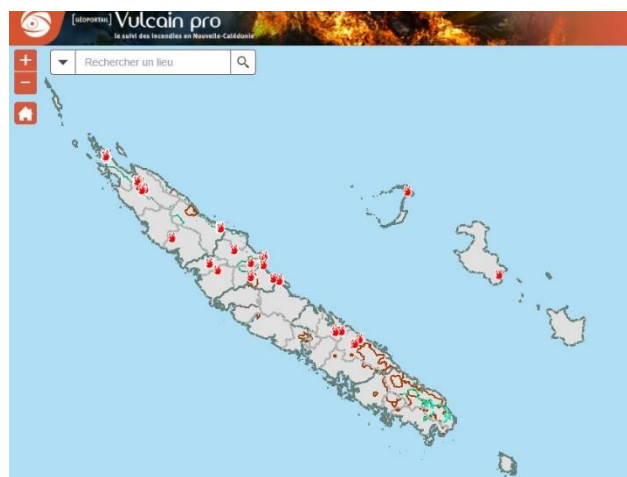 [GÉOPORTAIL] Vulcain pro
le suivi des incendies en Nouvelle-Calédonie
+
Rechercher un lieu
−